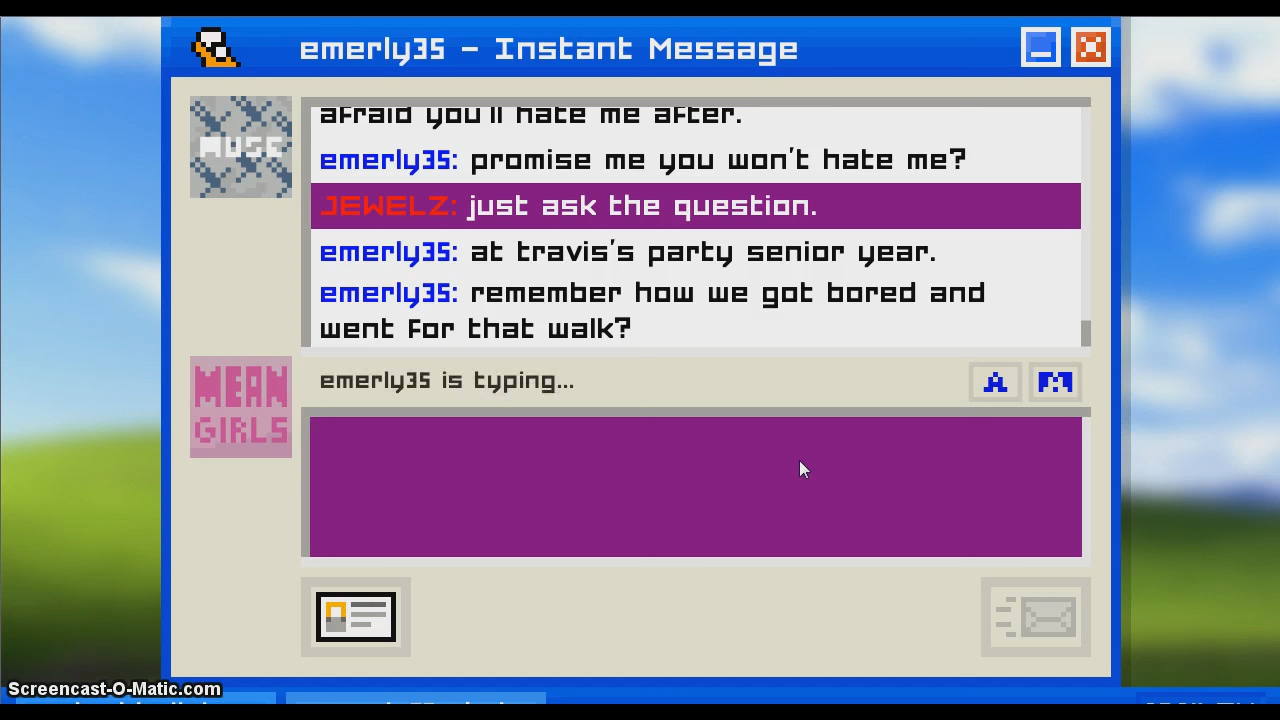 emerly35 - Instant Message
MUSE
afraid you'll hate me after.
emerly35: promise me you won't hate me?
JEWELZ: just ask the question.
emerly35: at travis's party senior year.
emerly35: remember how we got bored and
went for that walk?
emerly35 is typing...
A
MEAN
GIRLS
Screencast-O-Matic.com